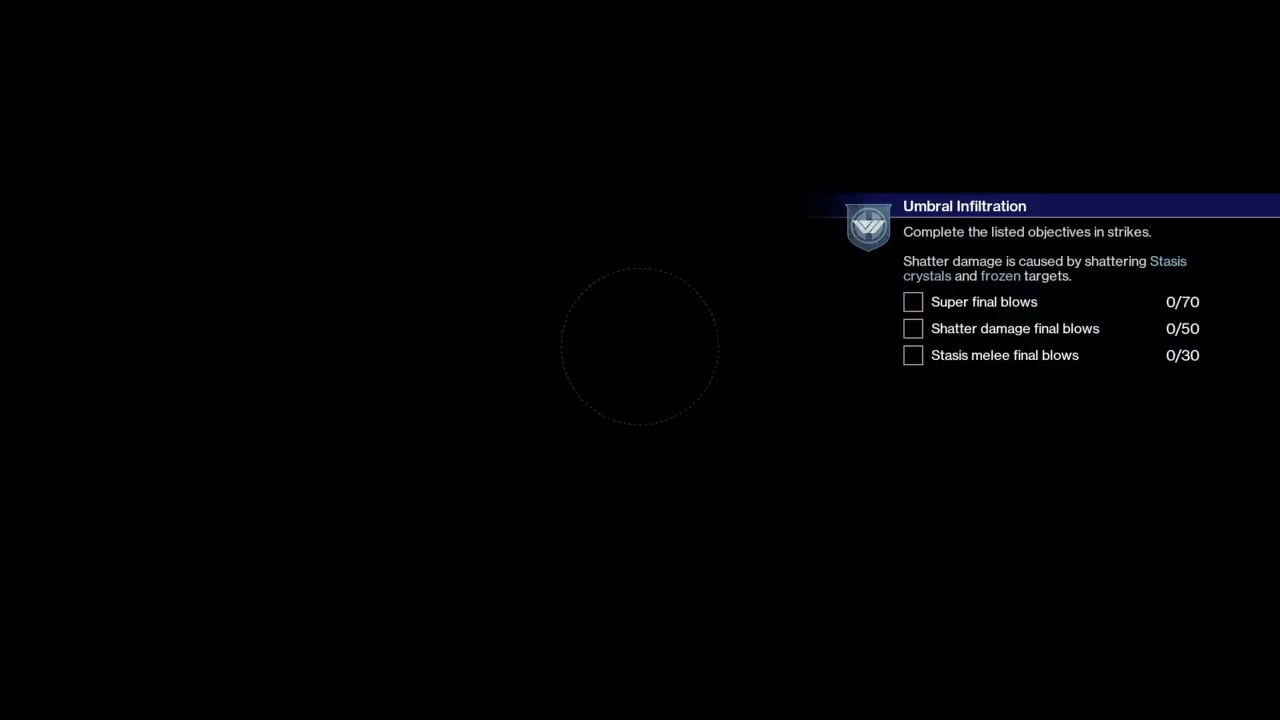 Umbral Infiltration
Complete the listed objectives in strikes.
Shatter damage is caused by shattering Stasis
crystals and frozen targets.
Super final blows 0/70
Shatter damage final blows 0/50
Stasis melee final blows 0/30